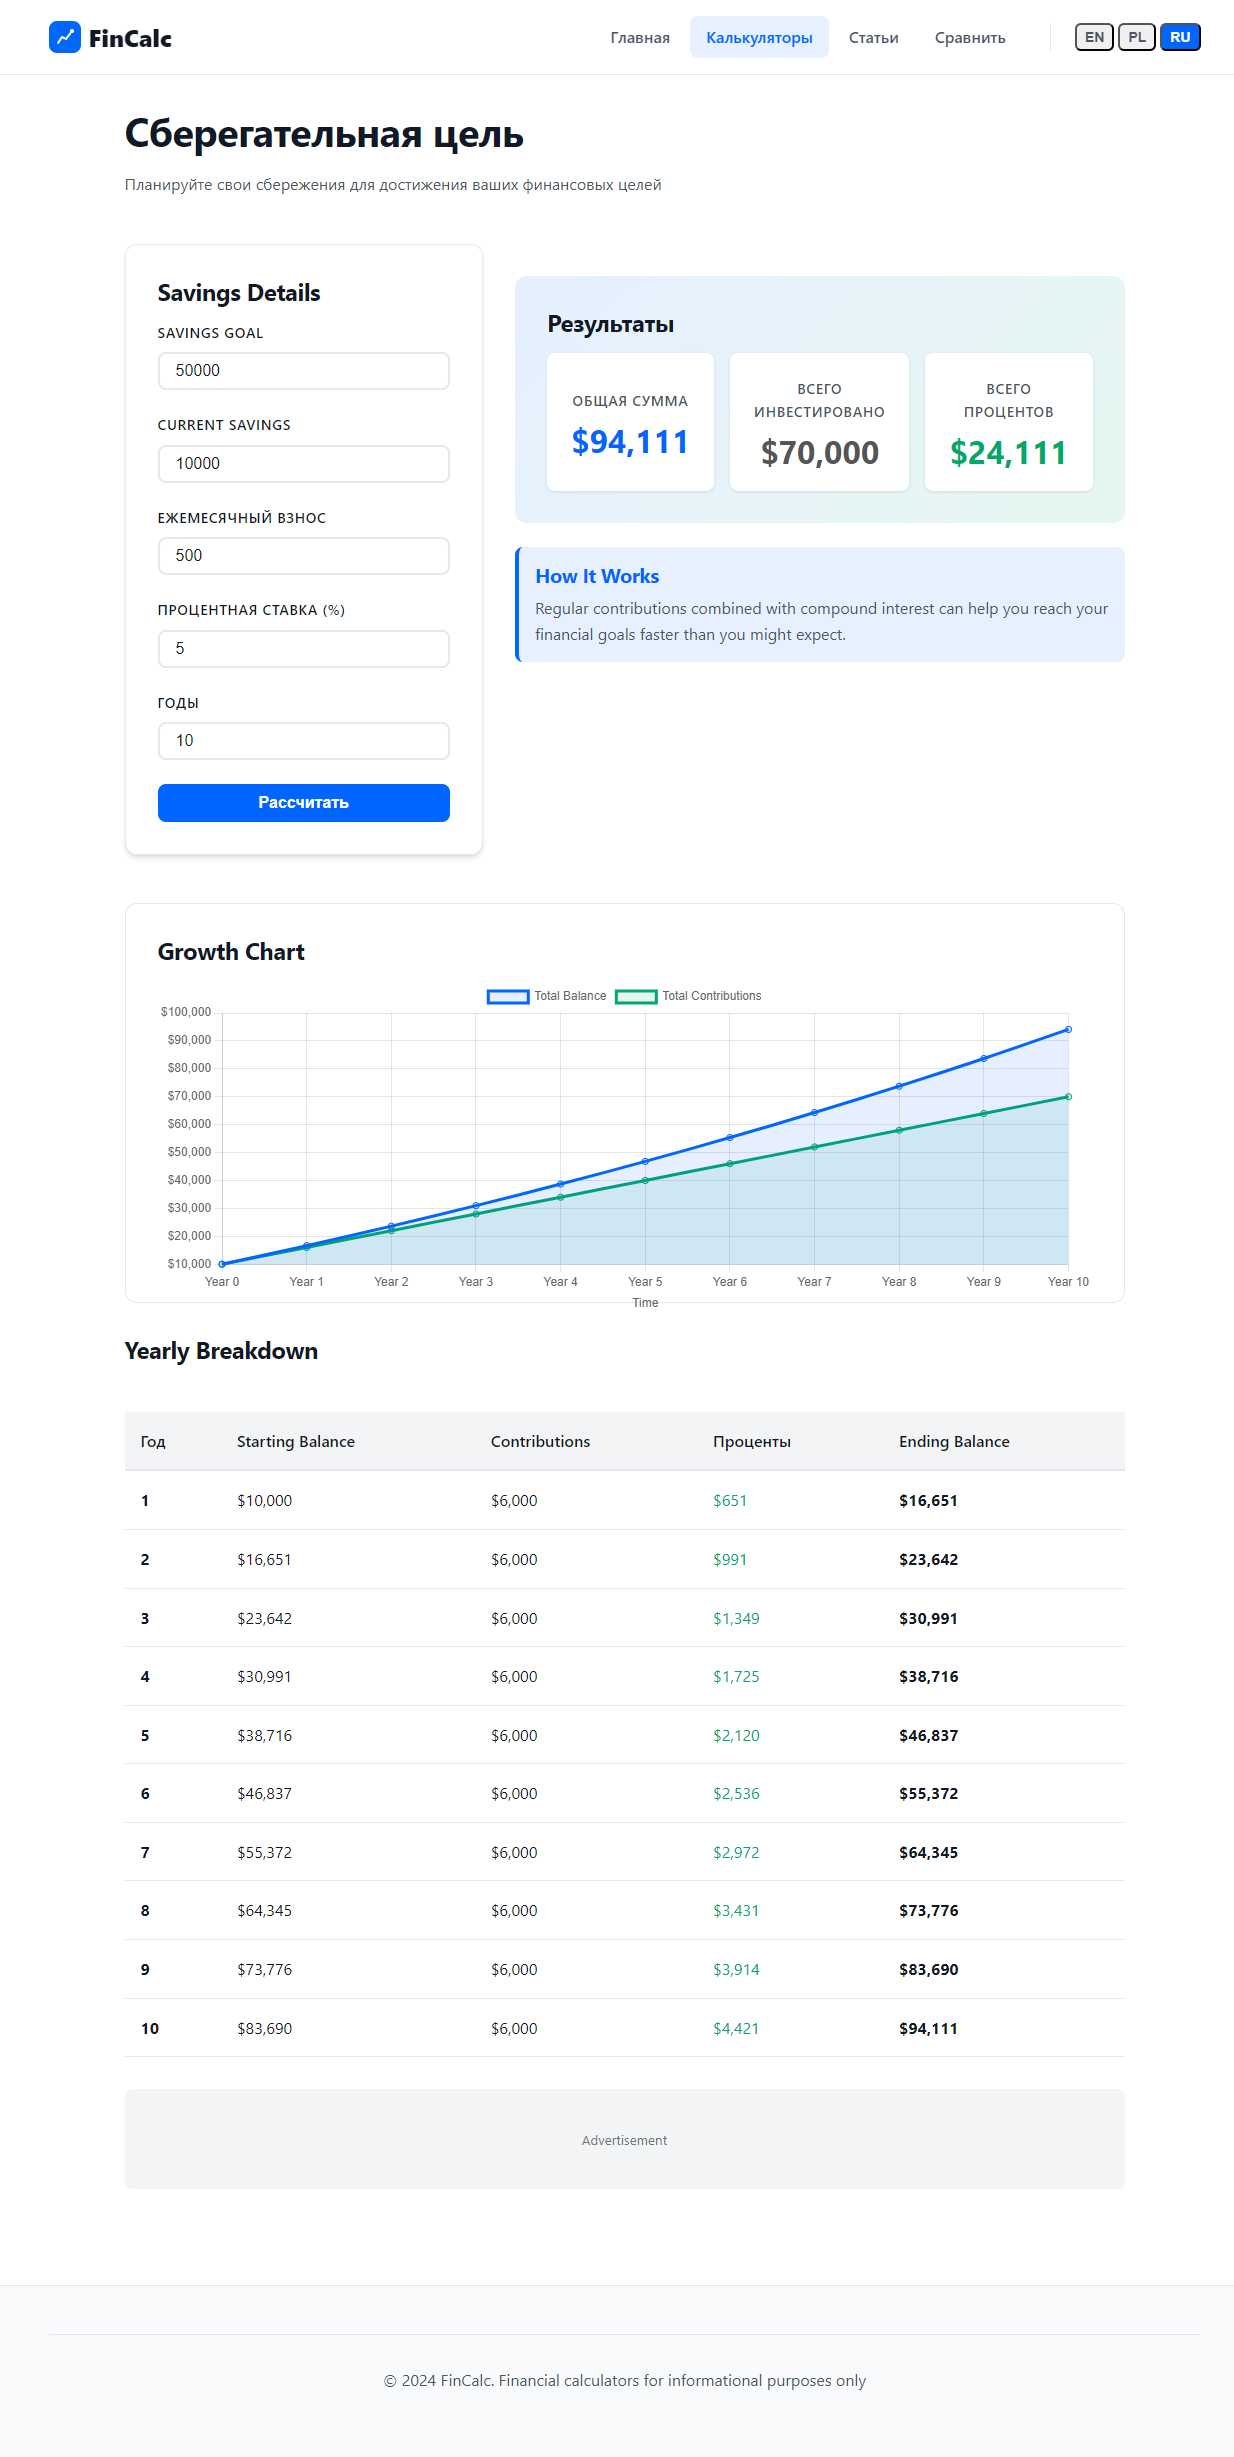 FinCalc
Главная
Калькуляторы
Статьи
Сравнить
EN
PL
RU
Сберегательная цель
Планируйте свои сбережения для достижения ваших финансовых целей
Savings Details
SAVINGS GOAL
50000
CURRENT SAVINGS
10000
ЕЖЕМЕСЯЧНЫЙ ВЗНОС
500
ПРОЦЕНТНАЯ СТАВКА (%)
5
ГОДЫ
10
Рассчитать
Результаты
ОБЩАЯ СУММА
$94,111
ВСЕГО
ИНВЕСТИРОВАНО
$70,000
ВСЕГО
ПРОЦЕНТОВ
$24,111
How It Works
Regular contributions combined with compound interest can help you reach your
financial goals faster than you might expect.
Growth Chart
Total Balance
Total Contributions
$100,000
$90,000
$80,000
$70,000
$60,000
$50,000
$40,000
$30,000
$20,000
$10,000
Year 0 Year 1 Year 2 Year 3 Year 4 Year 5 Year 6 Year 7 Year 8 Year 9 Year 10
Time
Yearly Breakdown
Год Starting Balance Contributions Проценты Ending Balance
1 $10,000 $6,000 $651 $16,651
2 $16,651 $6,000 $991 $23,642
3 $23,642 $6,000 $1,349 $30,991
4 $30,991 $6,000 $1,725 $38,716
5 $38,716 $6,000 $2,120 $46,837
6 $46,837 $6,000 $2,536 $55,372
7 $55,372 $6,000 $2,972 $64,345
8 $64,345 $6,000 $3,431 $73,776
9 $73,776 $6,000 $3,914 $83,690
10 $83,690 $6,000 $4,421 $94,111
Advertisement
© 2024 FinCalc. Financial calculators for informational purposes only